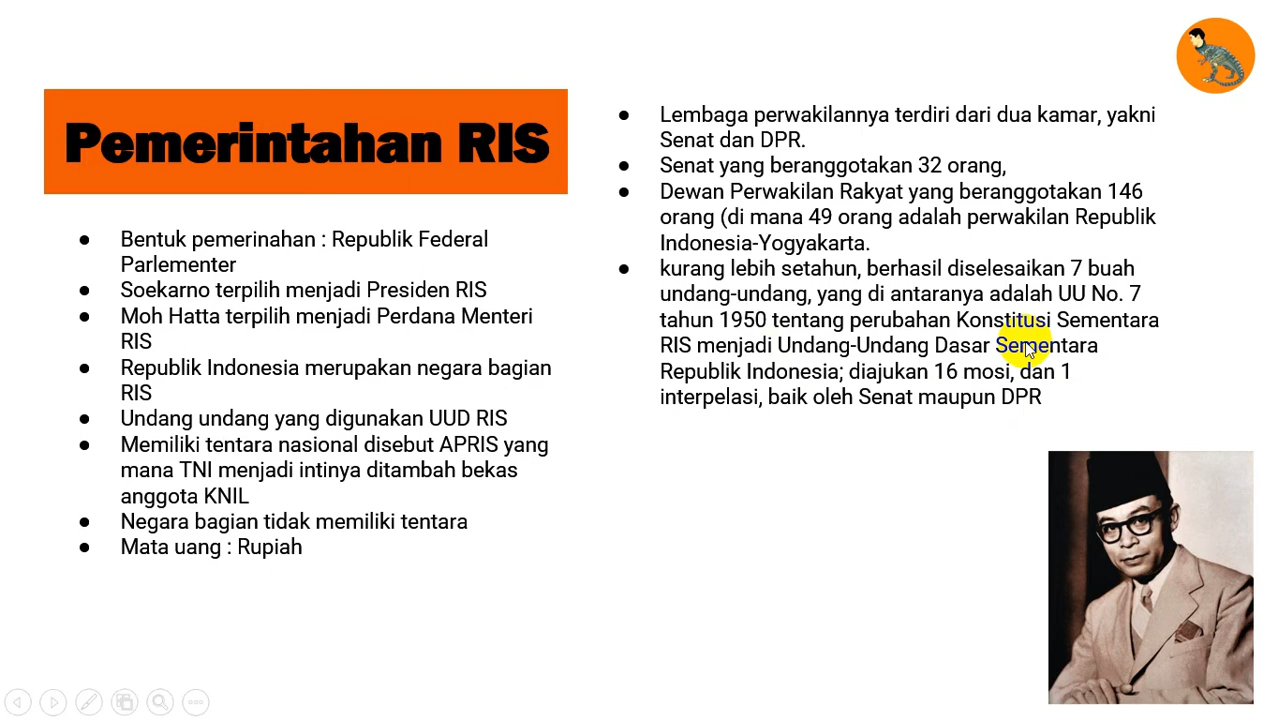 Pemerintahan RIS
● Bentuk pemerinahan : Republik Federal
Parlementer
● Soekarno terpilih menjadi Presiden RIS
● Moh Hatta terpilih menjadi Perdana Menteri
RIS
● Republik Indonesia merupakan negara bagian
RIS
● Undang undang yang digunakan UUD RIS
● Memiliki tentara nasional disebut APRIS yang
mana TNI menjadi intinya ditambah bekas
anggota KNIL
● Negara bagian tidak memiliki tentara
● Mata uang : Rupiah
● Lembaga perwakilannya terdiri dari dua kamar, yakni
Senat dan DPR.
● Senat yang beranggotakan 32 orang,
● Dewan Perwakilan Rakyat yang beranggotakan 146
orang (di mana 49 orang adalah perwakilan Republik
Indonesia-Yogyakarta.
● kurang lebih setahun, berhasil diselesaikan 7 buah
undang-undang, yang di antaranya adalah UU No. 7
tahun 1950 tentang perubahan Konstitusi Sementara
RIS menjadi Undang-Undang Dasar Sementara
Republik Indonesia; diajukan 16 mosi, dan 1
interpelasi, baik oleh Senat maupun DPR